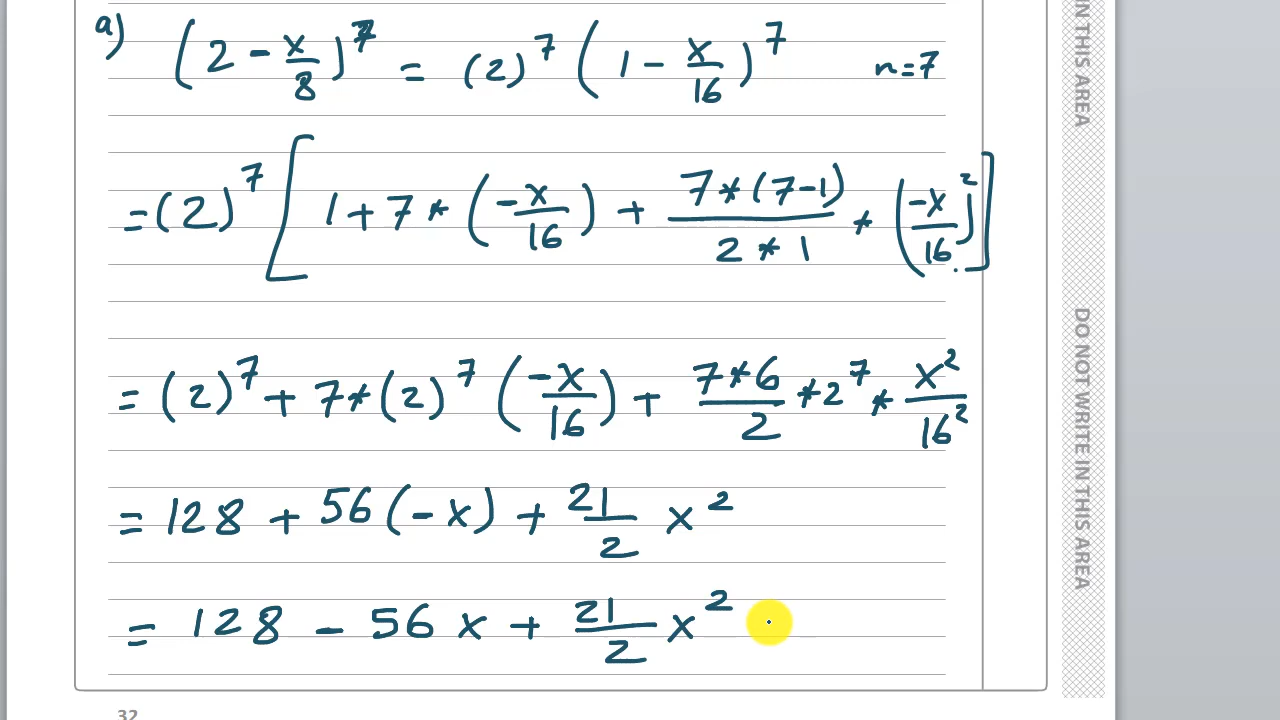 a) (2 - x/8)^7 = (2)^7 (1 - x/16)^7 n=7
= (2)^7 [1 + 7 * (-x/16) + 7*(7-1)/2*1 * (-x/16)^2]
= (2)^7 + 7*(2)^7 (-x/16) + 7*6/2 *2^7 * x^2/16^2
= 128 + 56(-x) + 21/2 x^2
= 128 - 56x + 21/2 x^2
32
IN THIS AREA
DO NOT WRITE IN THIS AREA